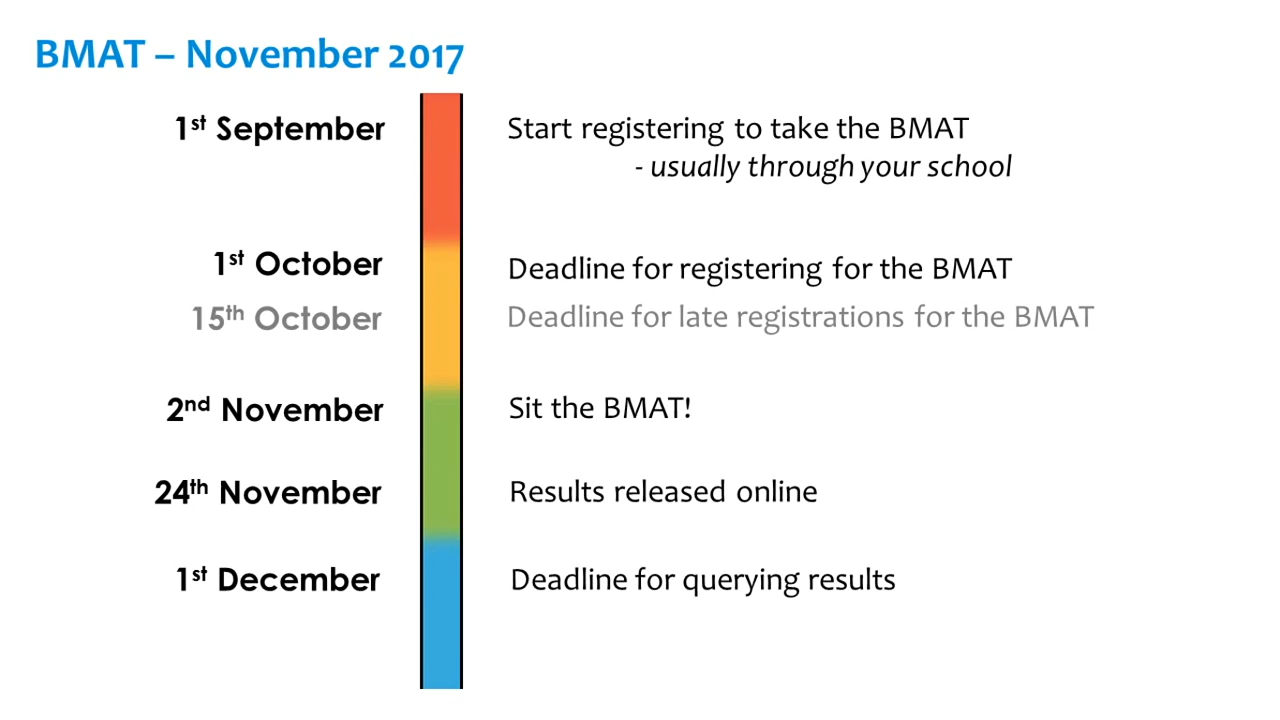 BMAT – November 2017
1st September
Start registering to take the BMAT
- usually through your school
1st October
Deadline for registering for the BMAT
15th October
Deadline for late registrations for the BMAT
2nd November
Sit the BMAT!
24th November
Results released online
1st December
Deadline for querying results